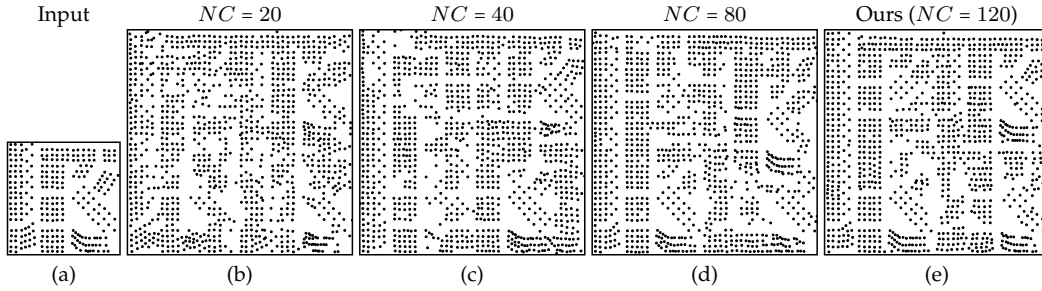 Input NC = 20 NC = 40 NC = 80 Ours (NC = 120)
(a) (b) (c) (d) (e)